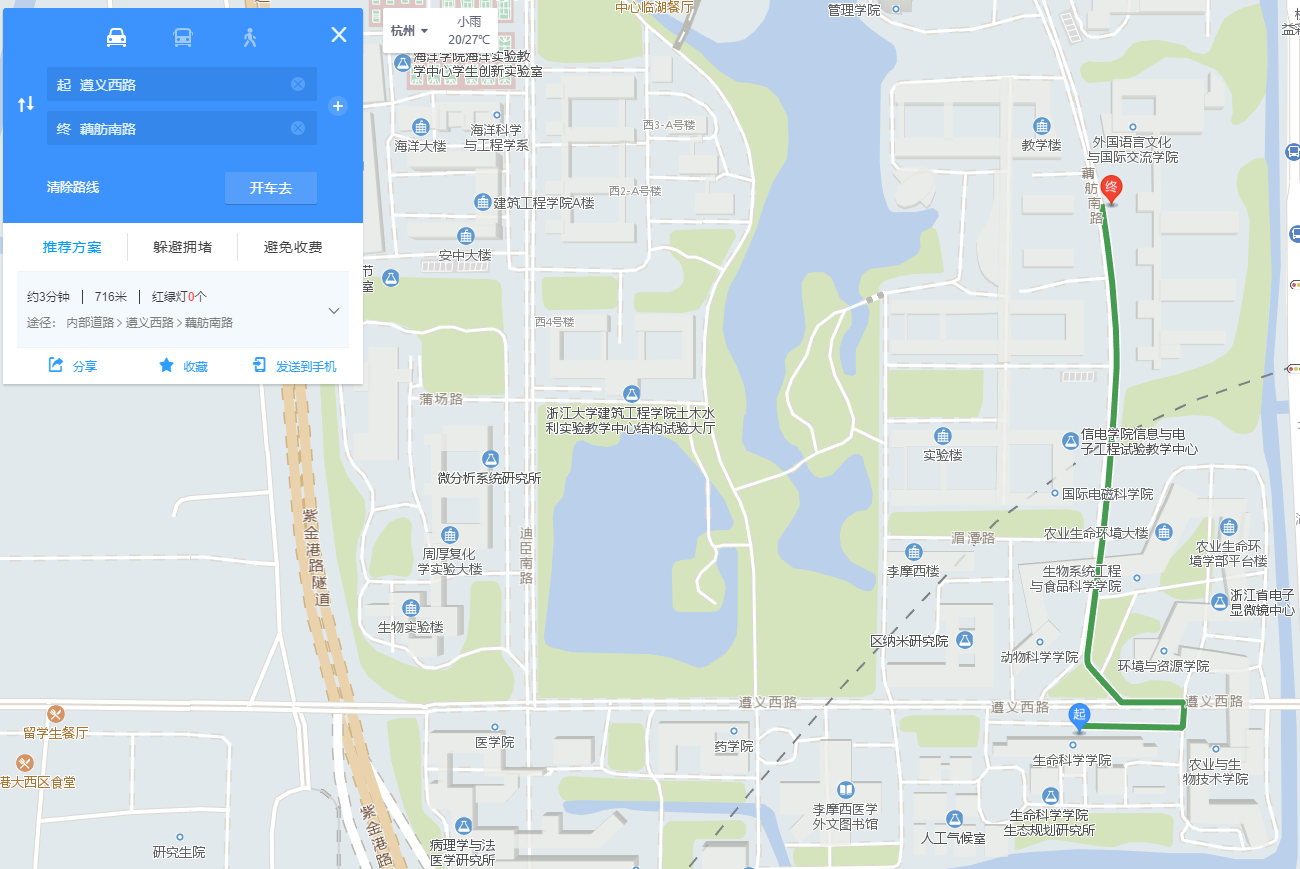 起 遵义西路
终 藕舫南路
清除路线
开车去
推荐方案
躲避拥堵
避免收费
约3分钟 | 716米 | 红绿灯0个
途径： 内部道路 > 遵义西路 > 藕舫南路
分享
收藏
发送到手机
杭州
小雨
20/27℃
中心临湖餐厅
管理学院
海洋学院海洋实验教
学中心学生创新实验室
海洋大楼
海洋科学
与工程学系
西3-A号楼
教学楼
外国语言文化
与国际交流学院
藕舫南路
终
西2-A号楼
建筑工程学院A楼
安中大楼
节
室
西4号楼
蒲场路
浙江大学建筑工程学院土木水
利实验教学中心结构试验大厅
实验楼
信电学院信息与电
子工程试验教学中心
微分析系统研究所
国际电磁科学院
紫金港路隧道
迪臣南路
周厚复化
学实验大楼
湄潭路
农业生命环境大楼
农业生命环
境学部平台楼
李摩西楼
生物系统工程
与食品科学学院
浙江省电子
显微镜中心
生物实验楼
区纳米研究院
动物科学学院
环境与资源学院
遵义西路
遵义西路
遵义西路
起
留学生餐厅
医学院
药学院
生命科学学院
农业与生
物技术学院
港大西区食堂
李摩西医学
外文图书馆
生命科学学院
生态规划研究所
人工气候室
紫金港路
病理学与法
医学研究所
研究生院